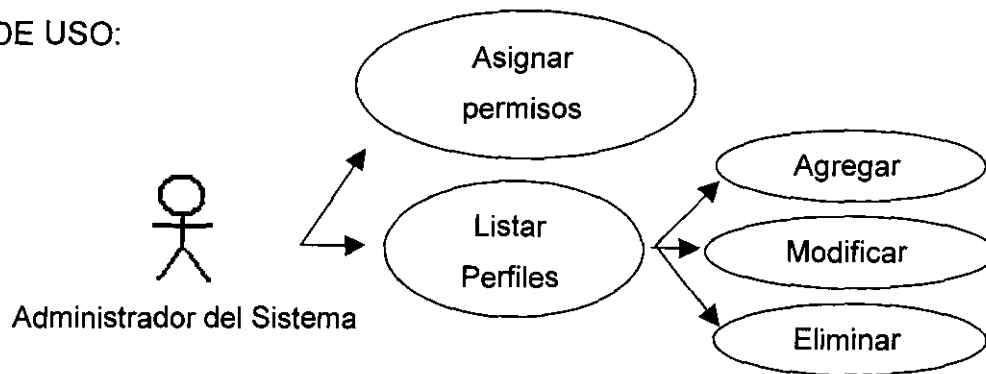 DE USO:
Asignar
permisos
Agregar
Listar
Perfiles
Modificar
Eliminar
Administrador del Sistema